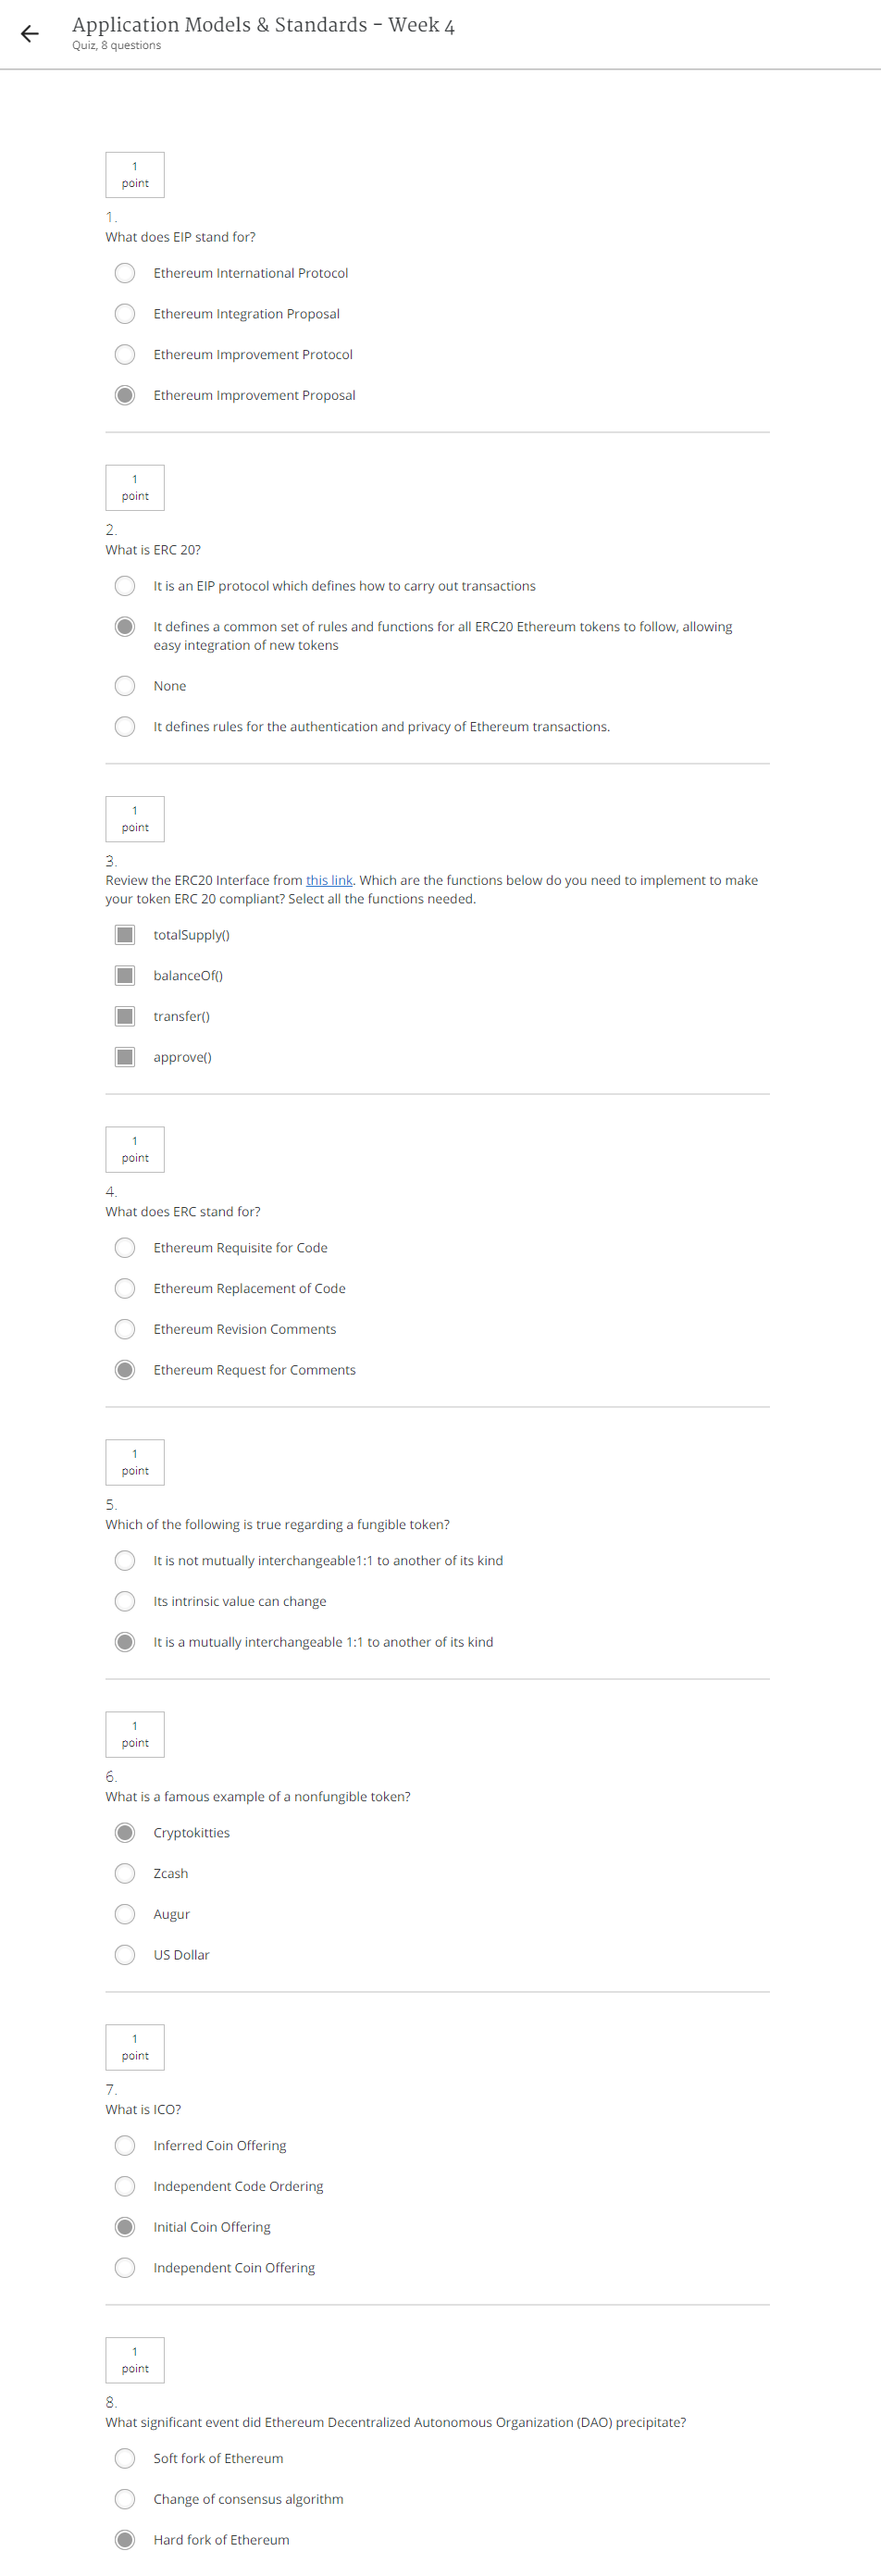 Application Models & Standards - Week 4
Quiz, 8 questions
1
point
1.
What does EIP stand for?
Ethereum International Protocol
Ethereum Integration Proposal
Ethereum Improvement Protocol
Ethereum Improvement Proposal
1
point
2.
What is ERC 20?
It is an EIP protocol which defines how to carry out transactions
It defines a common set of rules and functions for all ERC20 Ethereum tokens to follow, allowing
easy integration of new tokens
None
It defines rules for the authentication and privacy of Ethereum transactions.
1
point
3.
Review the ERC20 Interface from this link. Which are the functions below do you need to implement to make
your token ERC 20 compliant? Select all the functions needed.
totalSupply()
balanceOf()
transfer()
approve()
1
point
4.
What does ERC stand for?
Ethereum Requisite for Code
Ethereum Replacement of Code
Ethereum Revision Comments
Ethereum Request for Comments
1
point
5.
Which of the following is true regarding a fungible token?
It is not mutually interchangeable1:1 to another of its kind
Its intrinsic value can change
It is a mutually interchangeable 1:1 to another of its kind
1
point
6.
What is a famous example of a nonfungible token?
Cryptokitties
Zcash
Augur
US Dollar
1
point
7.
What is ICO?
Inferred Coin Offering
Independent Code Ordering
Initial Coin Offering
Independent Coin Offering
1
point
8.
What significant event did Ethereum Decentralized Autonomous Organization (DAO) precipitate?
Soft fork of Ethereum
Change of consensus algorithm
Hard fork of Ethereum